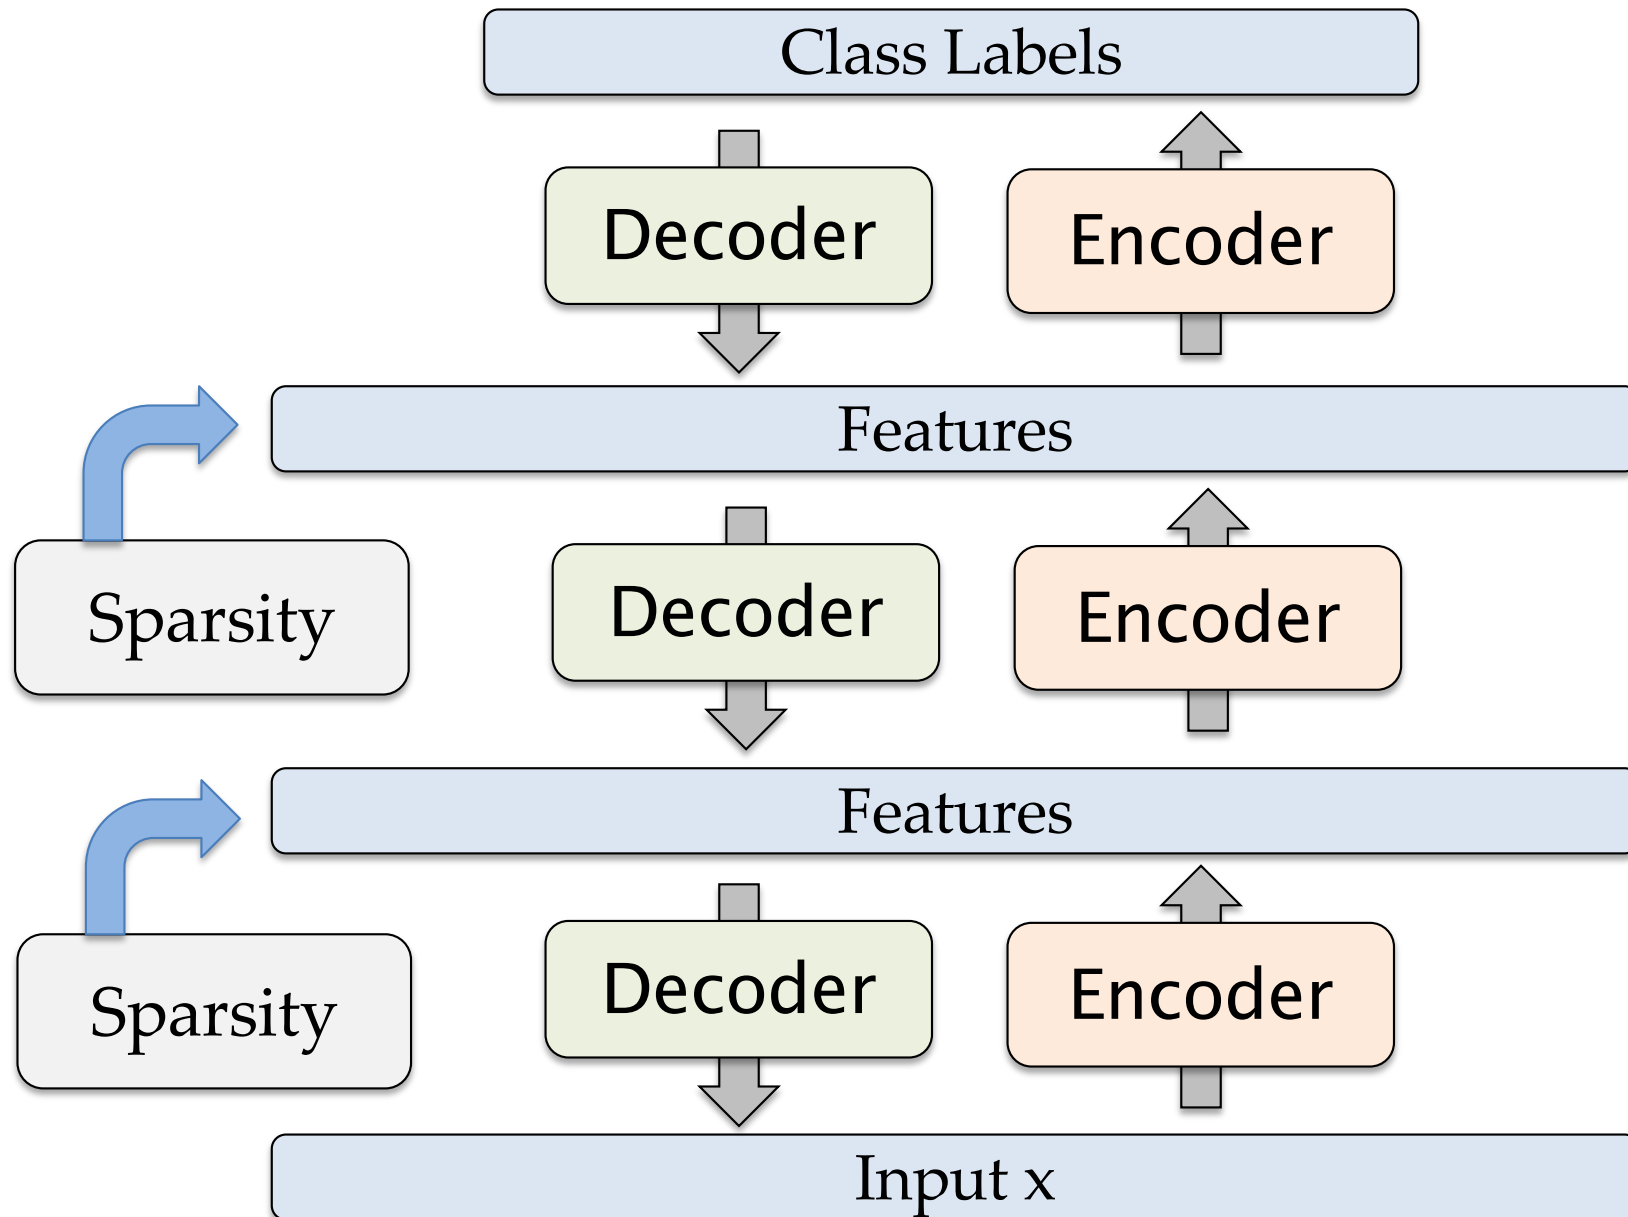 Class Labels
Decoder
Encoder
Features
Sparsity
Decoder
Encoder
Features
Sparsity
Decoder
Encoder
Input x